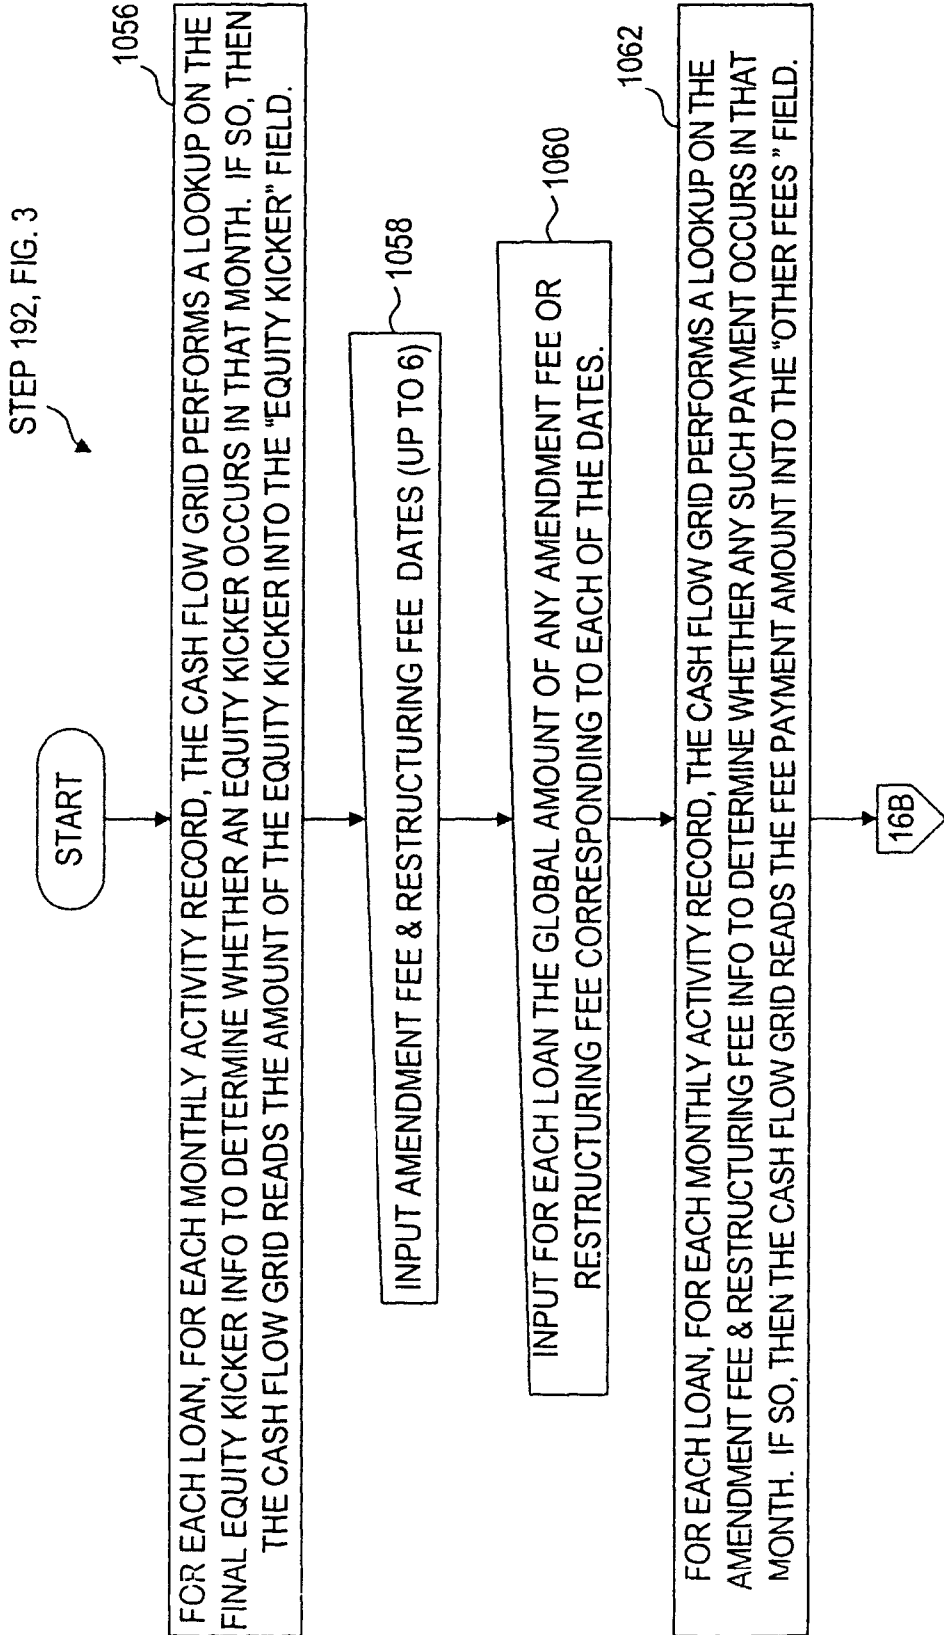 STEP 192, FIG. 3
START
1056
FOR EACH LOAN, FOR EACH MONTHLY ACTIVITY RECORD, THE CASH FLOW GRID PERFORMS A LOOKUP ON THE
FINAL EQUITY KICKER INFO TO DETERMINE WHETHER AN EQUITY KICKER OCCURS IN THAT MONTH. IF SO, THEN
THE CASH FLOW GRID READS THE AMOUNT OF THE EQUITY KICKER INTO THE "EQUITY KICKER" FIELD.
1058
INPUT AMENDMENT FEE & RESTRUCTURING FEE DATES (UP TO 6)
1060
INPUT FOR EACH LOAN THE GLOBAL AMOUNT OF ANY AMENDMENT FEE OR
RESTRUCTURING FEE CORRESPONDING TO EACH OF THE DATES.
1062
FOR EACH LOAN, FOR EACH MONTHLY ACTIVITY RECORD, THE CASH FLOW GRID PERFORMS A LOOKUP ON THE
AMENDMENT FEE & RESTRUCTURING FEE INFO TO DETERMINE WHETHER ANY SUCH PAYMENT OCCURS IN THAT
MONTH. IF SO, THEN THE CASH FLOW GRID READS THE FEE PAYMENT AMOUNT INTO THE "OTHER FEES" FIELD.
16B